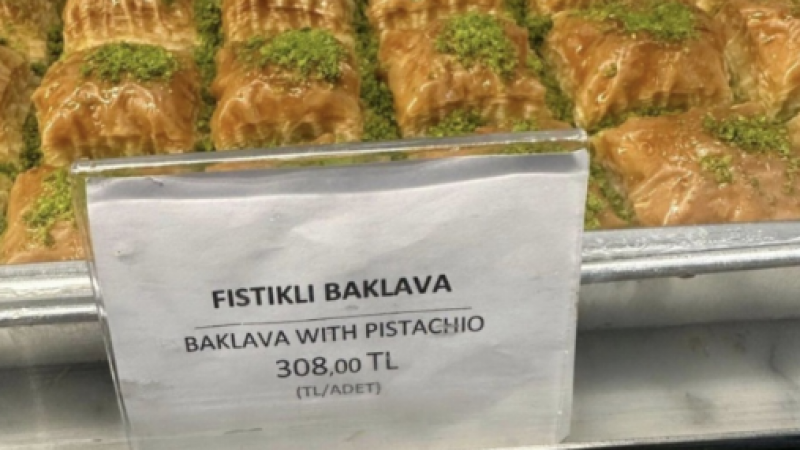 FISTIKLI BAKLAVA
BAKLAVA WITH PISTACHIO
308,00 TL
(TL/ADET)